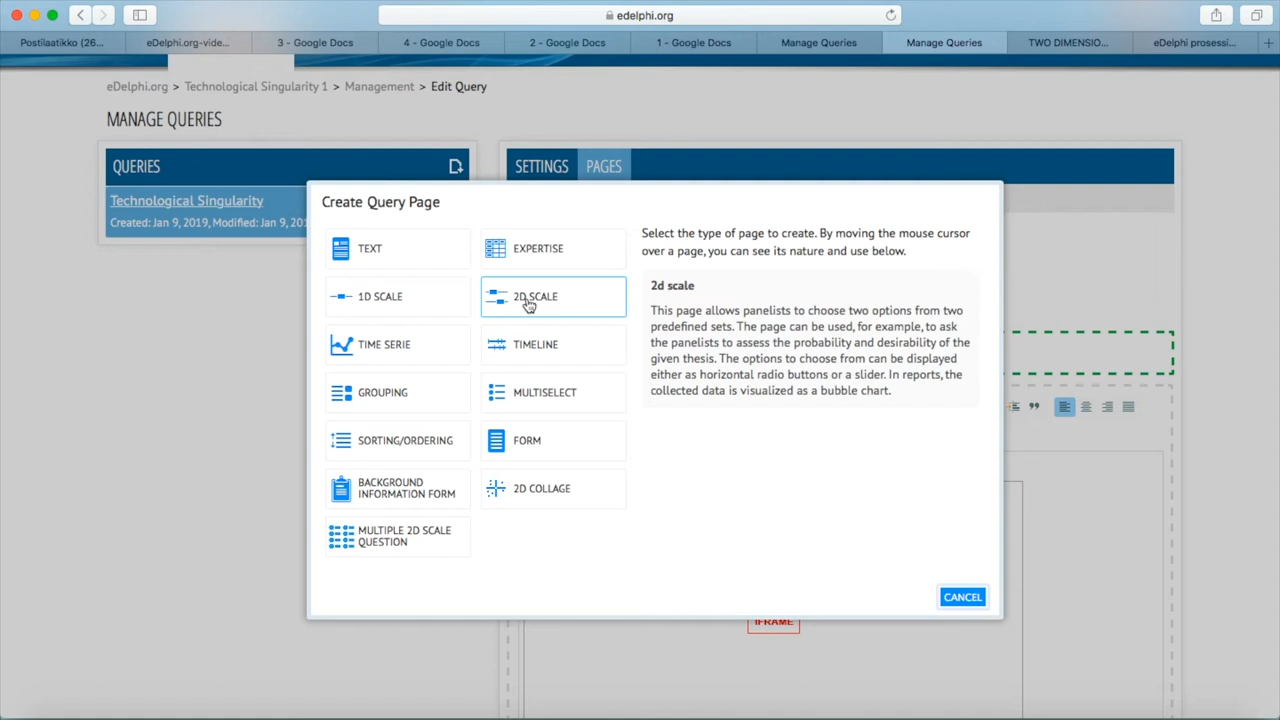 edelphi.org
Postilaatikko (26...
eDelphi.org-vide...
3 - Google Docs
4 - Google Docs
2 - Google Docs
1 - Google Docs
Manage Queries
Manage Queries
TWO DIMENSIO...
eDelphi prosessi...
eDelphi.org > Technological Singularity 1 > Management > Edit Query
MANAGE QUERIES
QUERIES
SETTINGS
PAGES
Technological Singularity
Created: Jan 9, 2019, Modified: Jan 9, 201
Create Query Page
TEXT
EXPERTISE
1D SCALE
2D SCALE
TIME SERIE
TIMELINE
GROUPING
MULTISELECT
SORTING/ORDERING
FORM
BACKGROUND
INFORMATION FORM
2D COLLAGE
MULTIPLE 2D SCALE
QUESTION
Select the type of page to create. By moving the mouse cursor
over a page, you can see its nature and use below.
2d scale
This page allows panelists to choose two options from two
predefined sets. The page can be used, for example, to ask
the panelists to assess the probability and desirability of the
given thesis. The options to choose from can be displayed
either as horizontal radio buttons or a slider. In reports, the
collected data is visualized as a bubble chart.
CANCEL
IFRAME